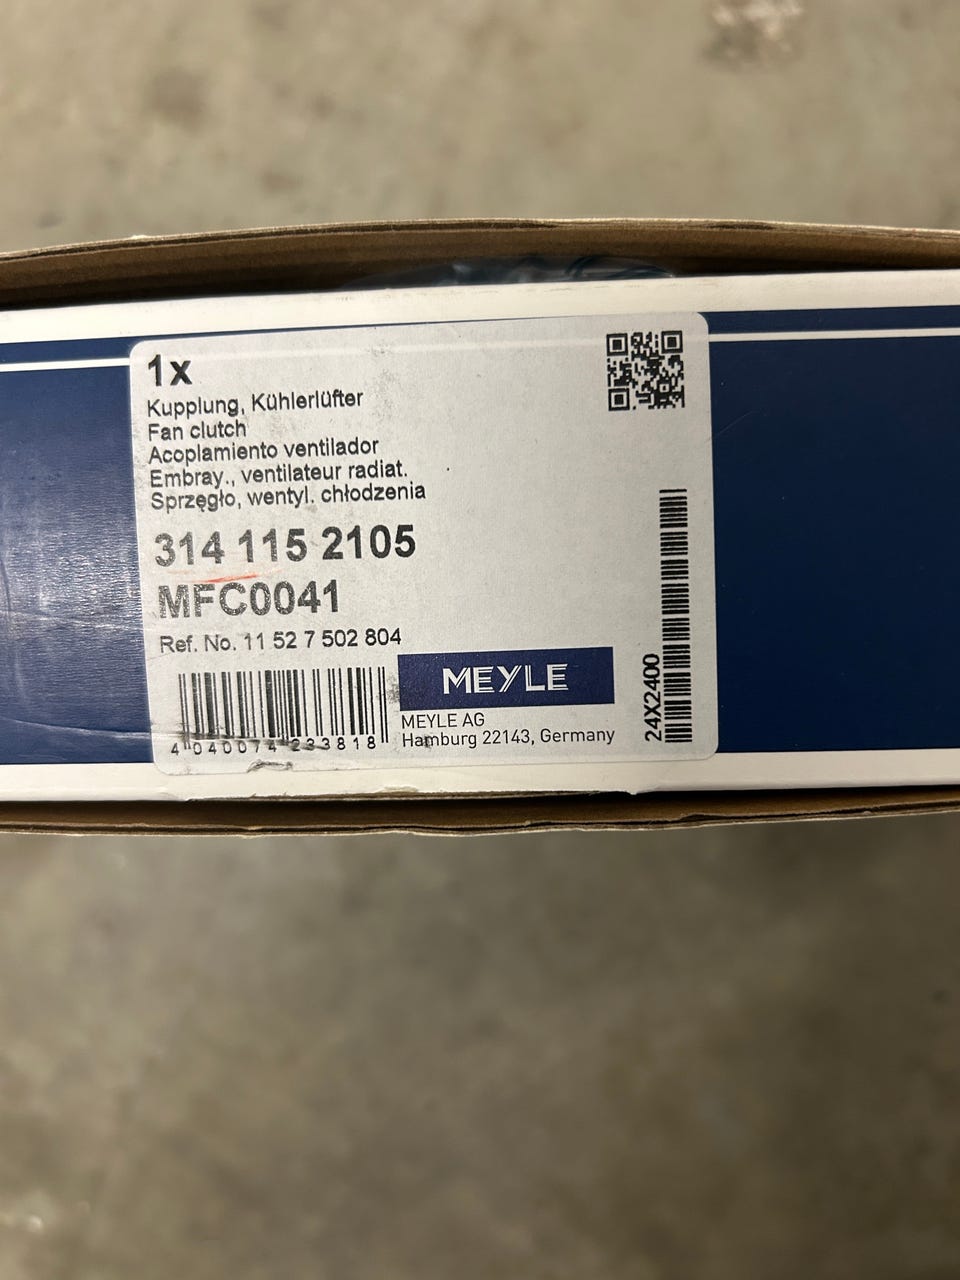 1x
Kupplung, Kühlerlüfter
Fan clutch
Acoplamiento ventilador
Embray., ventilateur radiat.
Sprzęgło, wentyl. chłodzenia
314 115 2105
MFC0041
Ref. No. 11 52 7 502 804
MEYLE
MEYLE AG
Hamburg 22143, Germany
4 040074 233818
24X2400